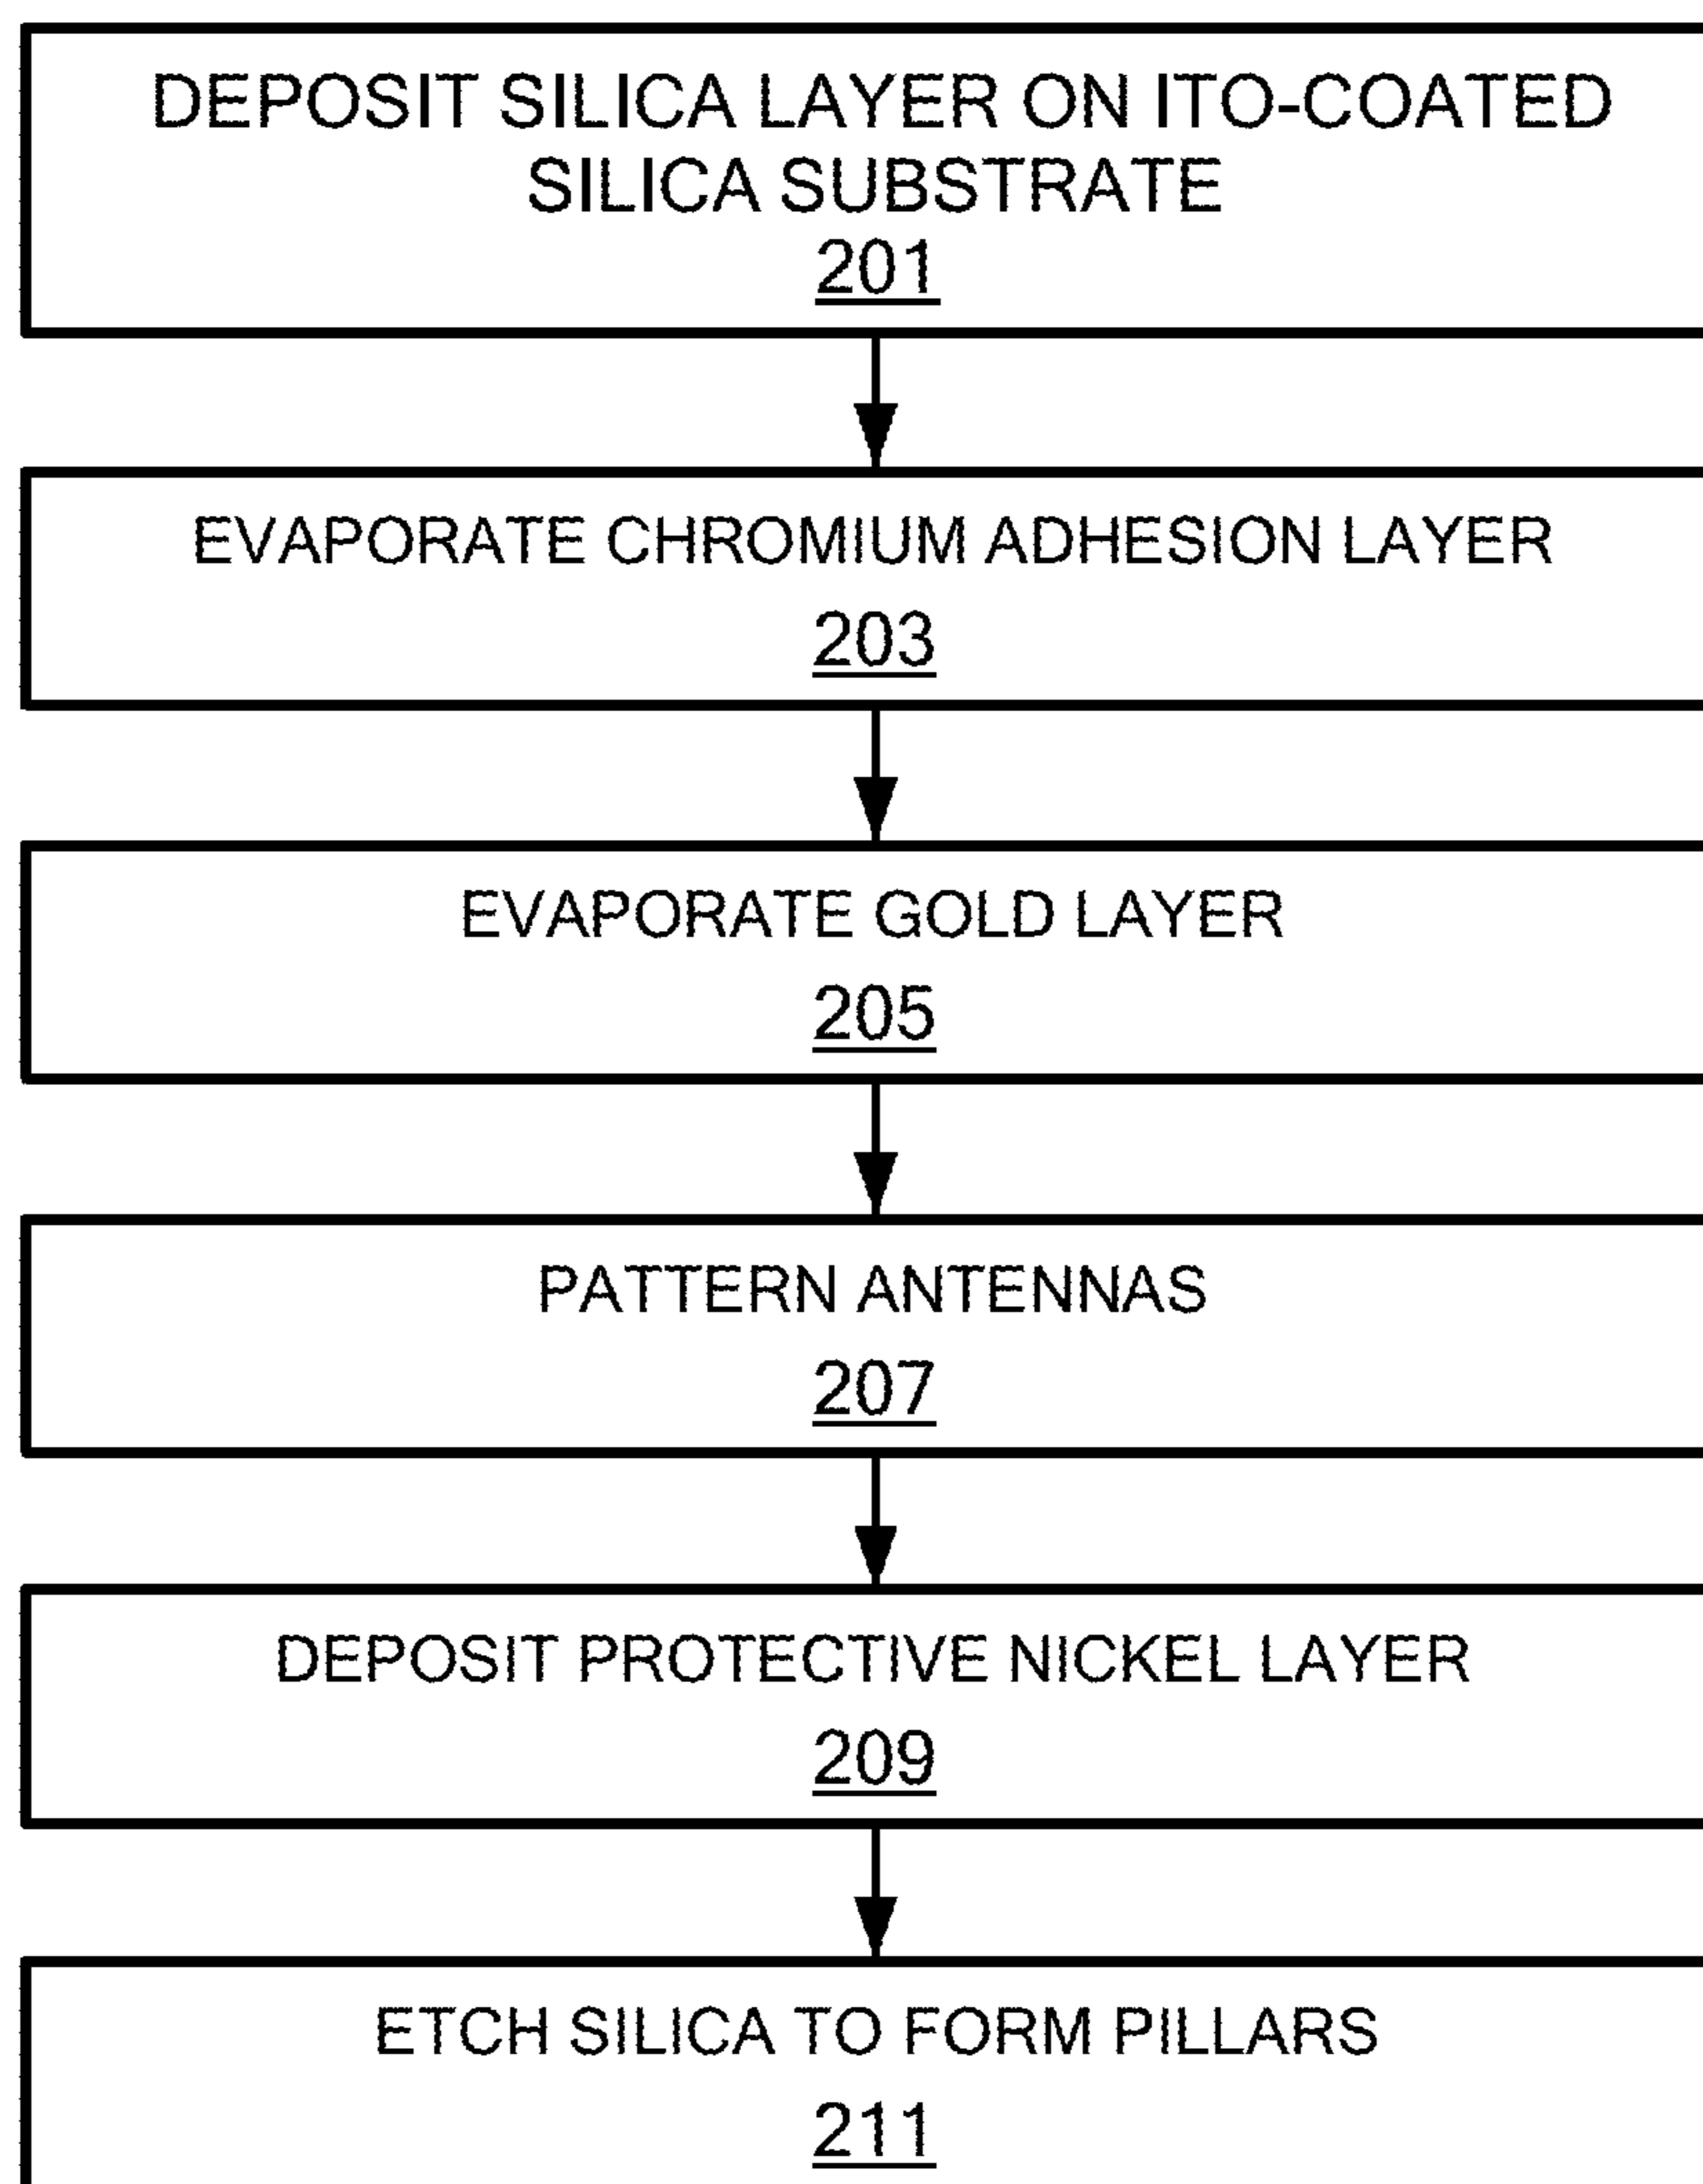 DEPOSIT SILICA LAYER ON ITO-COATED
SILICA SUBSTRATE
201
EVAPORATE CHROMIUM ADHESION LAYER
203
EVAPORATE GOLD LAYER
205
PATTERN ANTENNAS
207
DEPOSIT PROTECTIVE NICKEL LAYER
209
ETCH SILICA TO FORM PILLARS
211